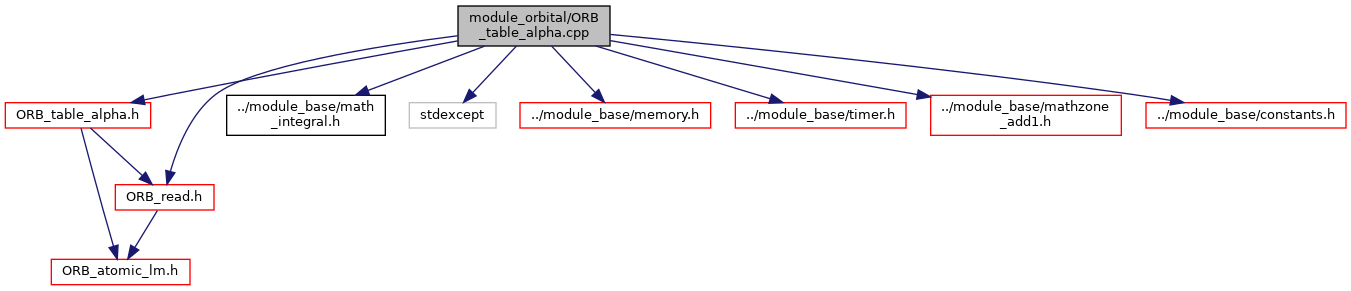 module_orbital/ORB
_table_alpha.cpp
ORB_table_alpha.h
../module_base/math
_integral.h
stdexcept
../module_base/memory.h
../module_base/timer.h
../module_base/mathzone
_add1.h
../module_base/constants.h
ORB_read.h
ORB_atomic_lm.h